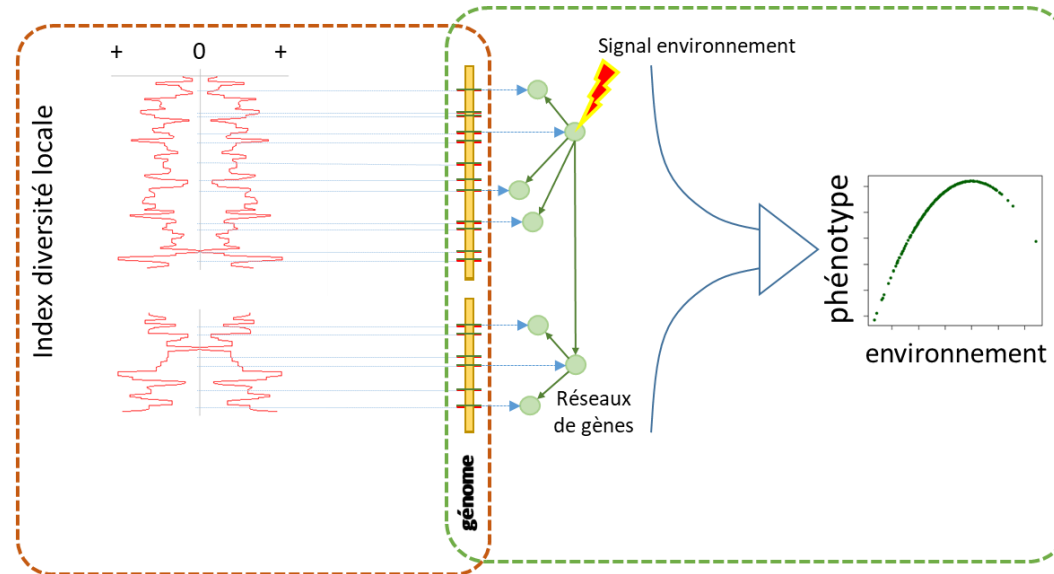 + 0 +
Index diversité locale
génome
Signal environnement
Réseaux
de gènes
phénotype
environnement